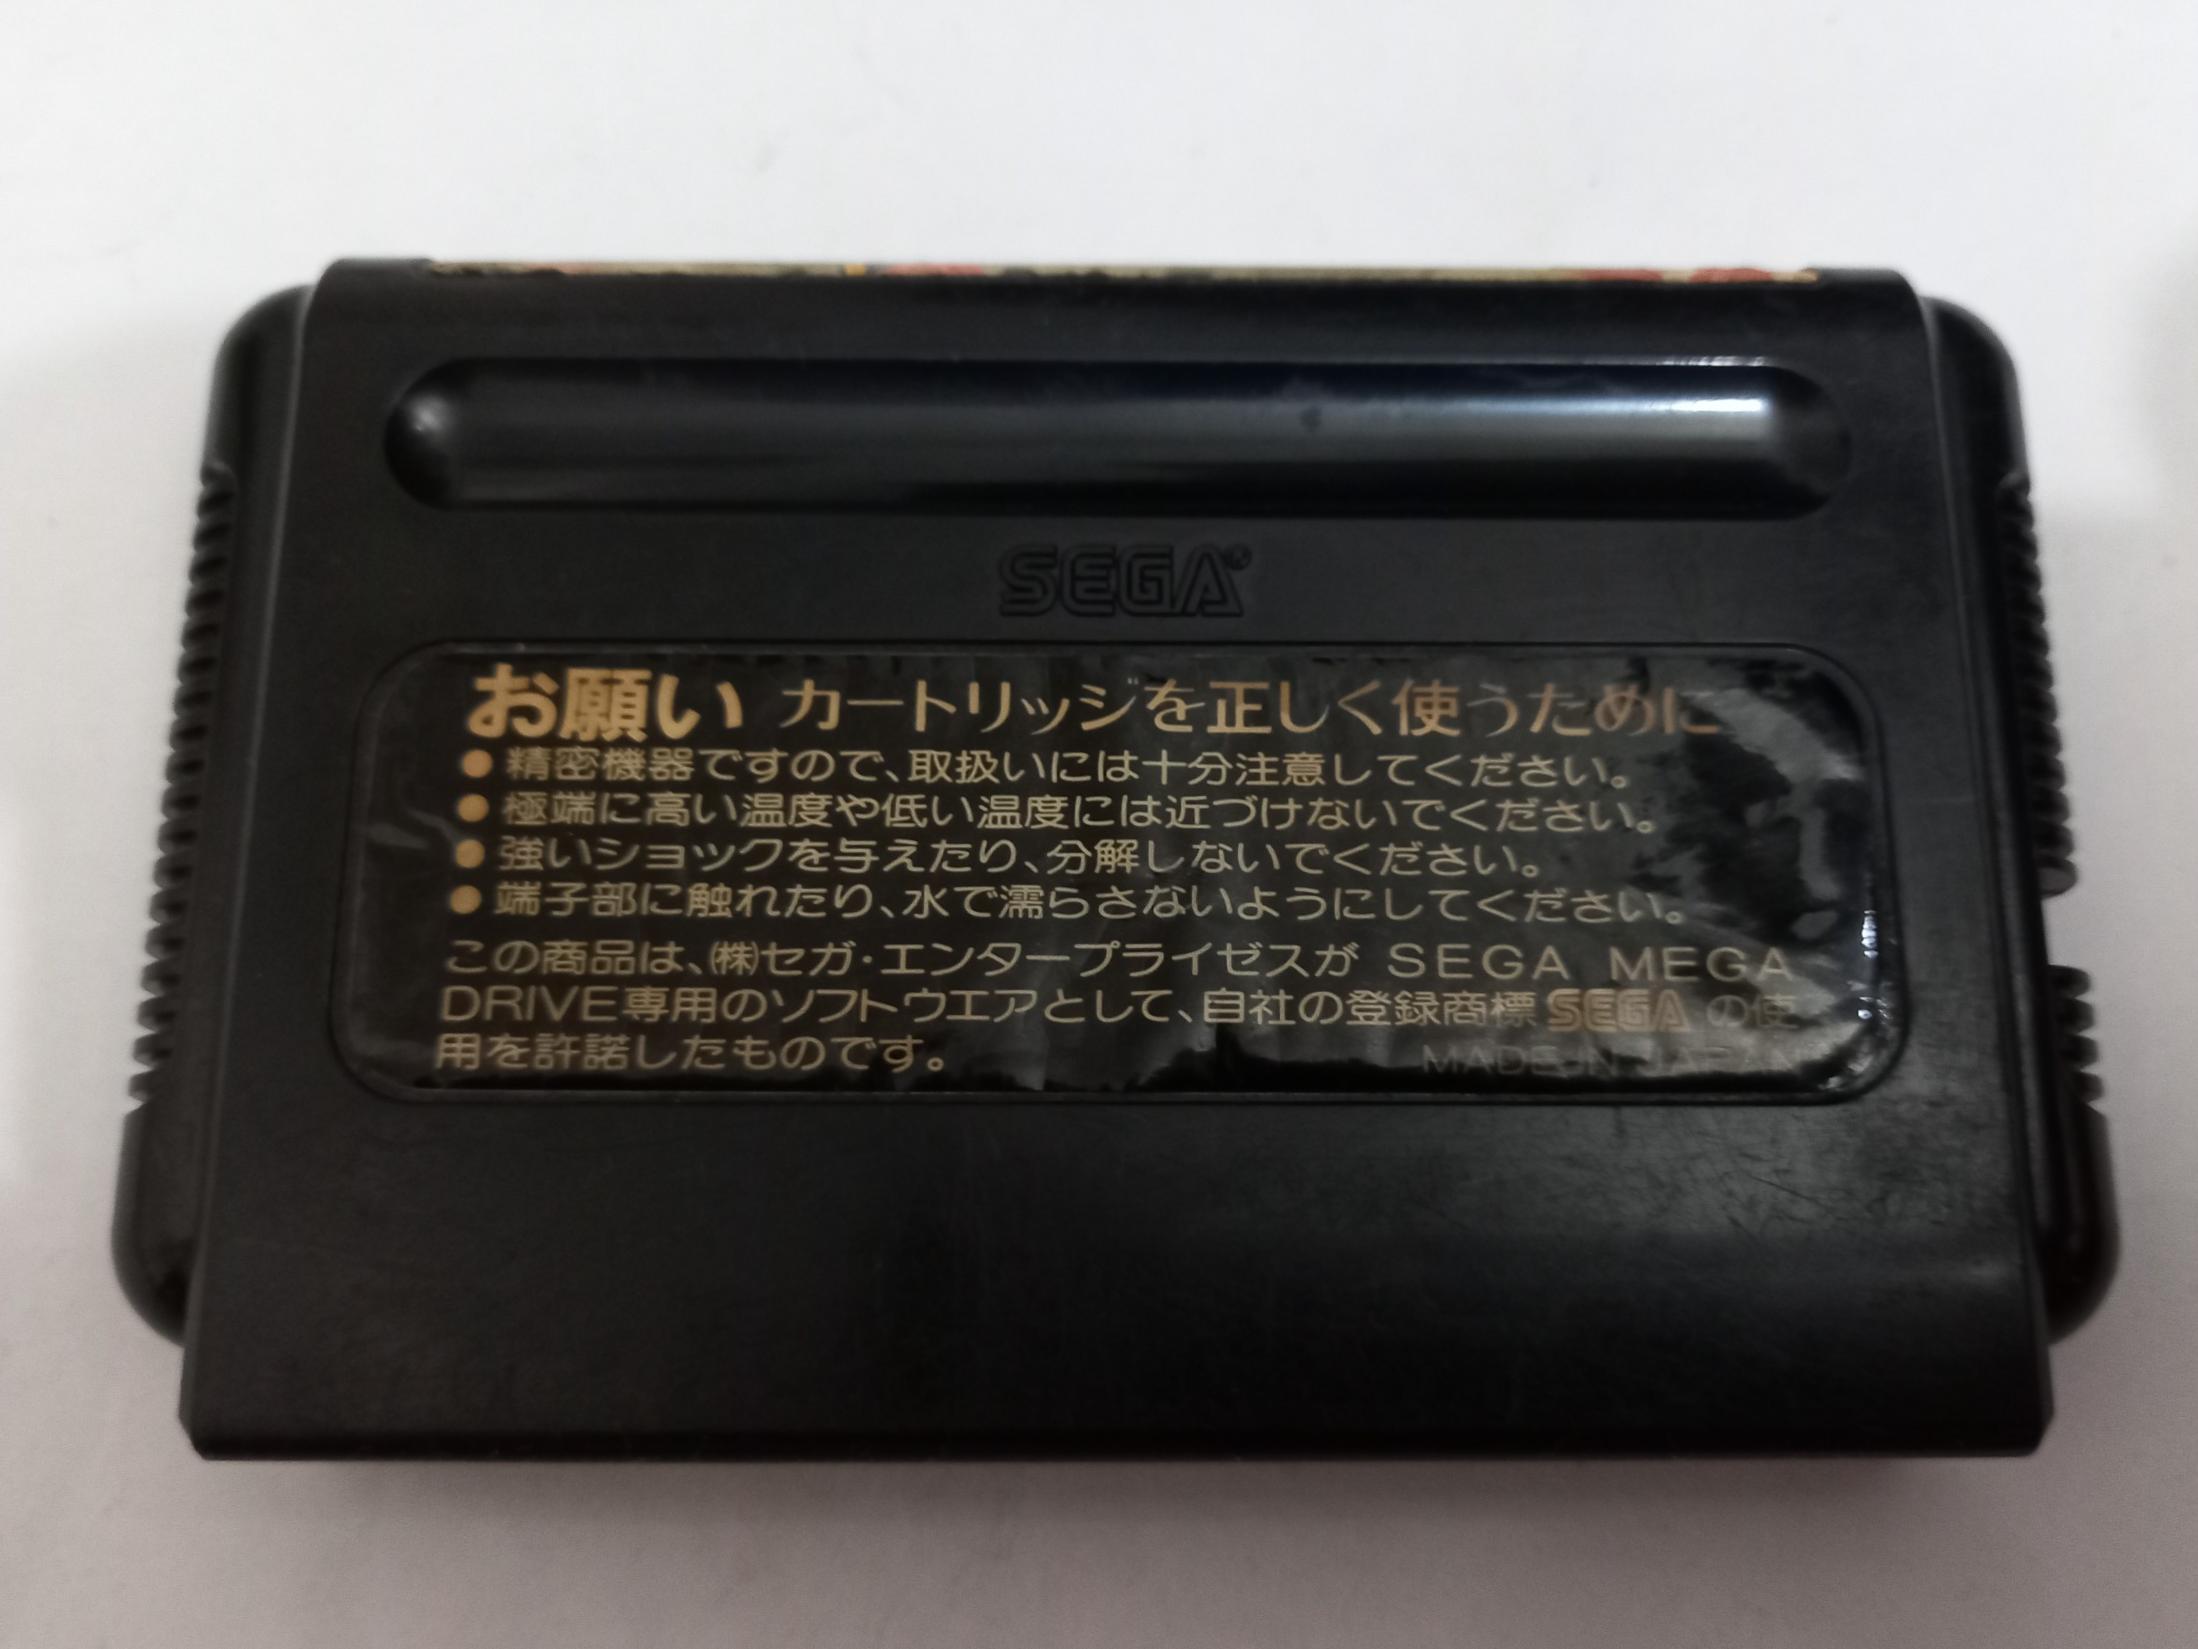 SEGA®
お願い カートリッジを正しく使うために
●精密機器ですので、取扱いには十分注意してください。
●極端に高い温度や低い温度には近づけないでください。
●強いショックを与えたり、分解しないでください。
●端子部に触れたり、水で濡らさないようにしてください。
この商品は、㈱セガ・エンタープライゼスが SEGA MEGA
DRIVE専用のソフトウエアとして、自社の登録商標 SEGA の使
用を許諾したものです。
MADE IN JAPAN